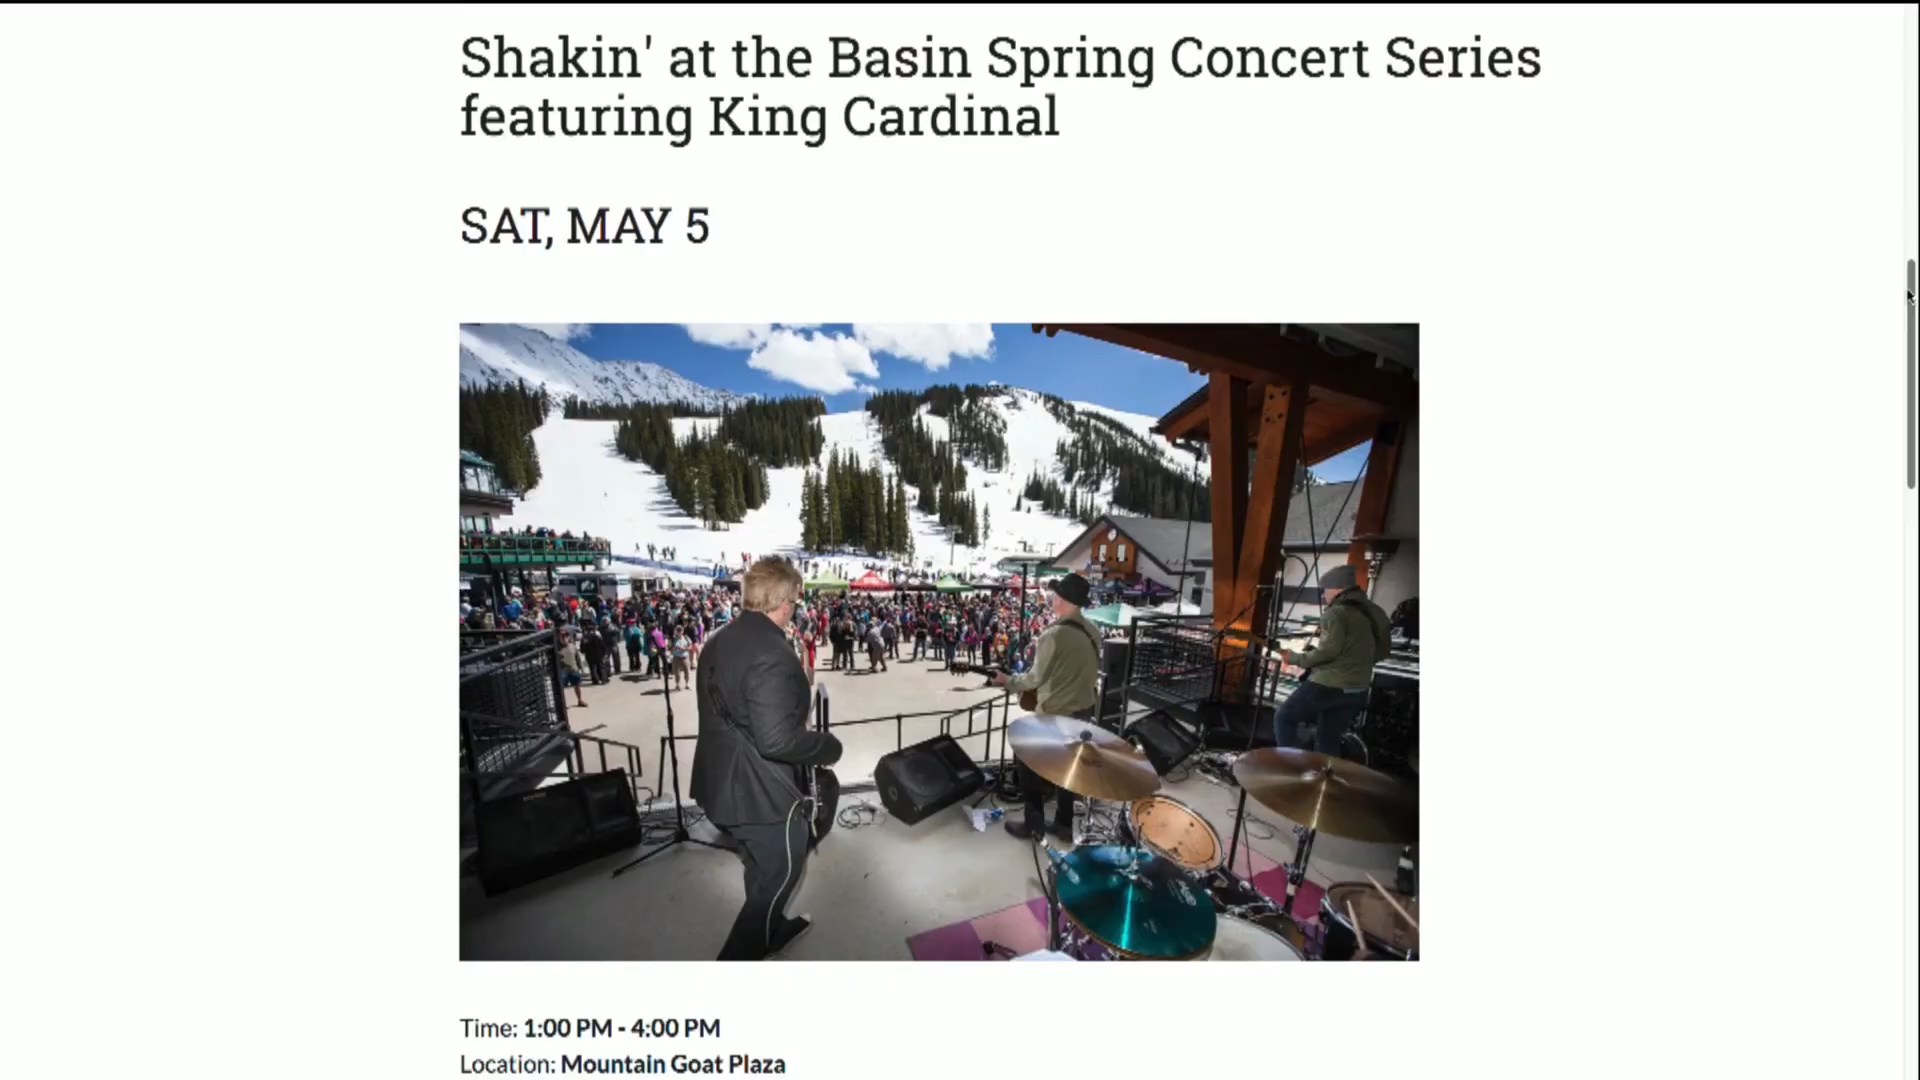 Shakin' at the Basin Spring Concert Series
featuring King Cardinal
SAT, MAY 5
Time: 1:00 PM - 4:00 PM
Location: Mountain Goat Plaza